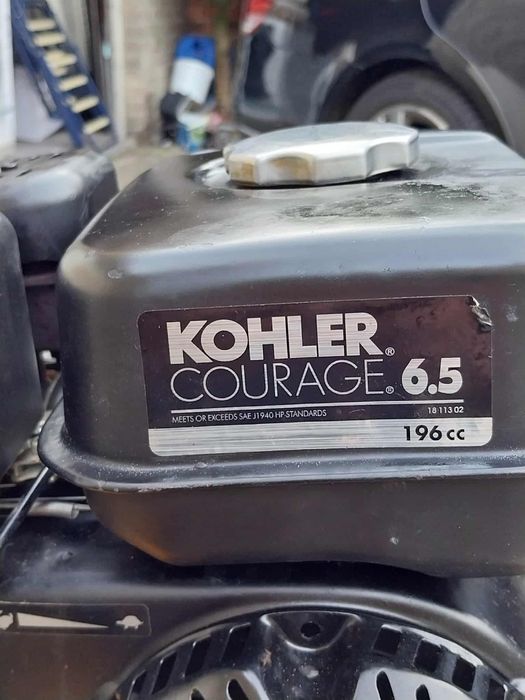 KOHLER®
COURAGE® 6.5
MEETS OR EXCEEDS SAE J1940 HP-STANDARDS
18 113 02
196 cc